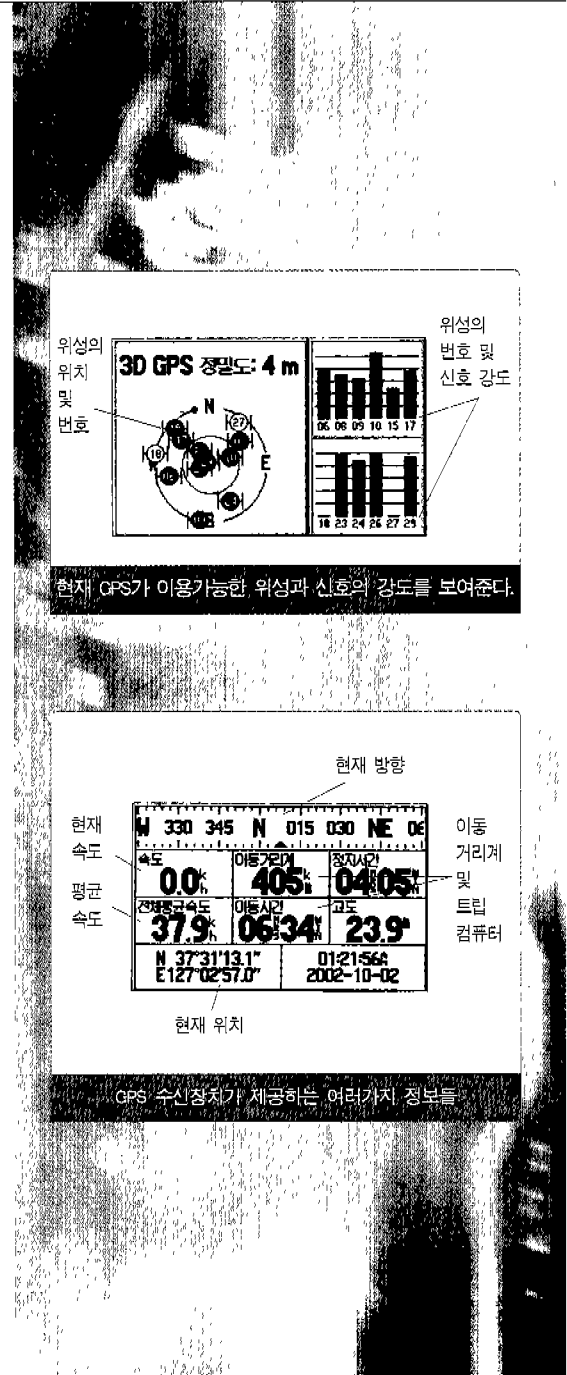 위성의
위치
및
번호
3D GPS 정밀도: 4 m
N
27
18
E
위성의
번호 및
신호 강도
06 08 09 10 15 17
18 23 24 26 27 29
현재 GPS가 이용가능한 위성과 신호의 강도를 보여준다.
현재 방향
현재
속도
평균
속도
W 330 345 N 015 030 NE 06
속도 이동거리계 정지시간
0.0 405 04:05
전체평균속도 이동시간 고도
37.9 06:34 23.9
N 37°31'13.1" 01:21:56A
E127°02'57.0" 2002-10-02
이동
거리계
및
트립
컴퓨터
현재 위치
GPS 수신장치가 제공하는 여러가지 정보들